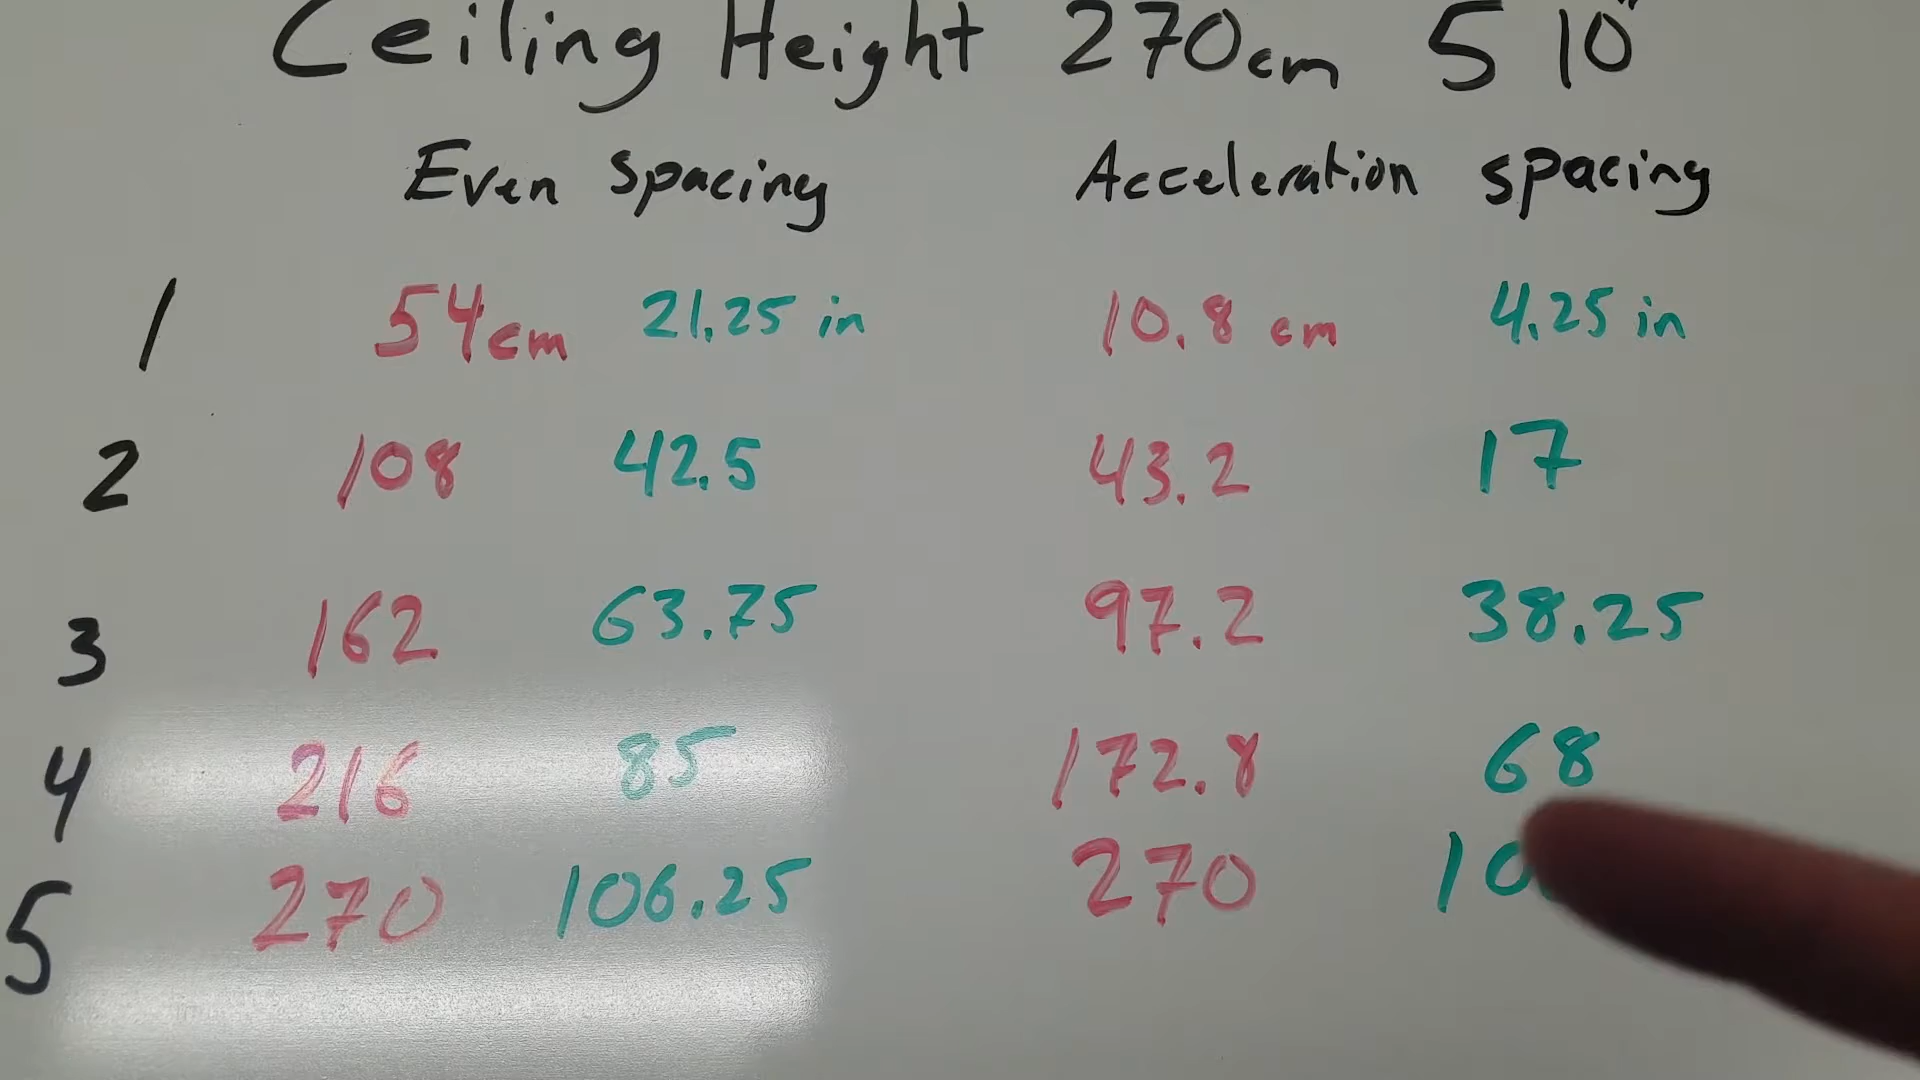 Ceiling Height 270cm 5 10"
Even spacing Acceleration spacing
1 54cm 21.25 in 10.8 cm 4.25 in
2 108 42.5 43.2 17
3 162 63.75 97.2 38.25
4 216 85 172.8 68
5 270 106.25 270